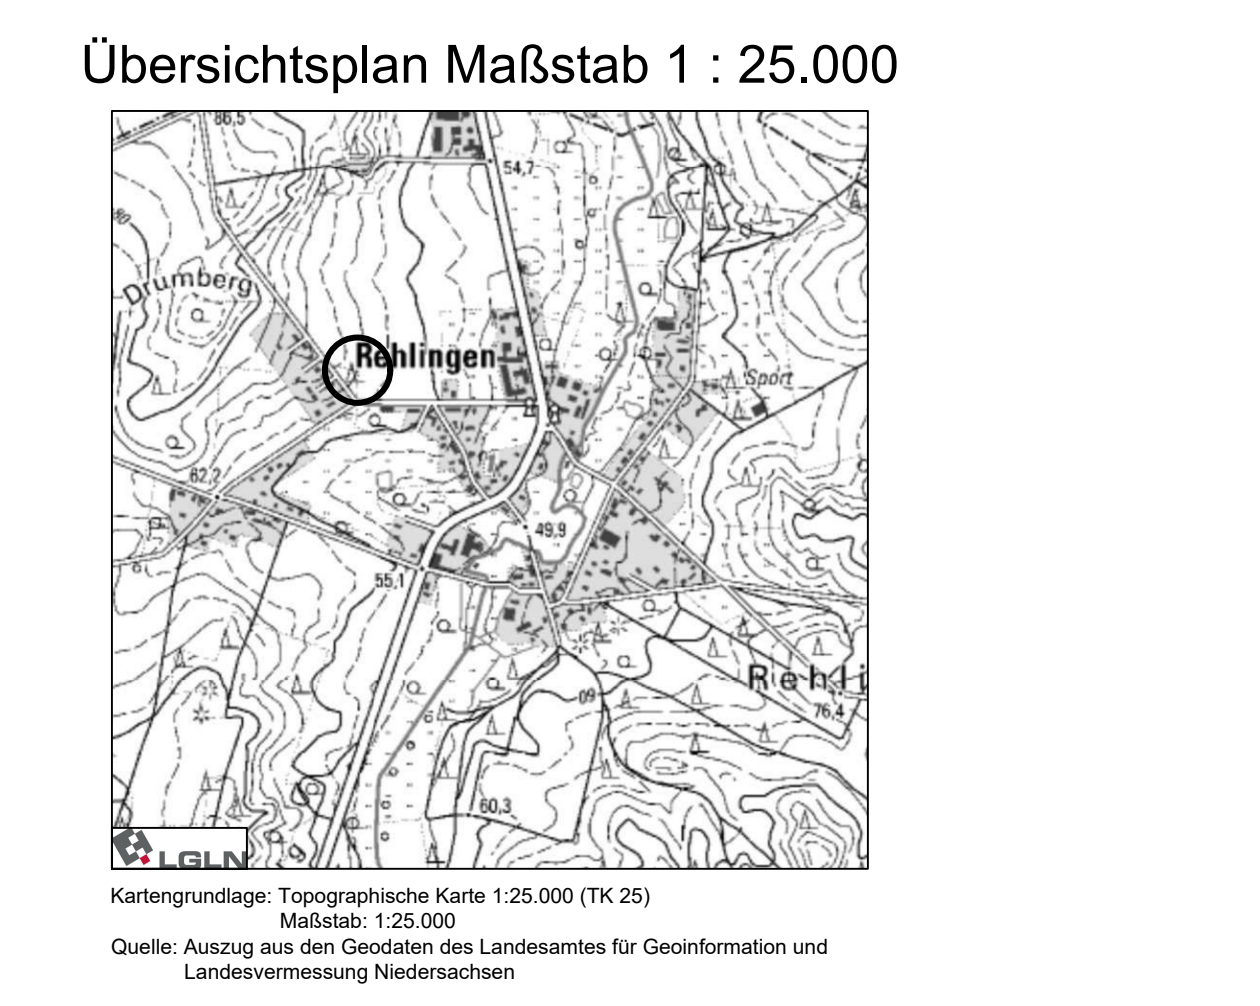 Übersichtsplan Maßstab 1 : 25.000
86,5
54,7
80
Drumberg
Rehlingen
Sport
62,2
49,9
55,1
Rehli
09
76,4
60,3
LGLN
Kartengrundlage: Topographische Karte 1:25.000 (TK 25)
Maßstab: 1:25.000
Quelle: Auszug aus den Geodaten des Landesamtes für Geoinformation und
Landesvermessung Niedersachsen